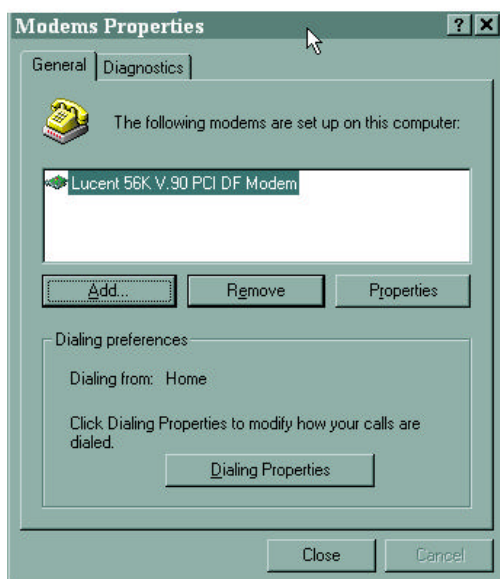 Modems Properties ? X
General Diagnostics
The following modems are set up on this computer:
Lucent 56K V.90 PCI DF Modem
Add... Remove Properties
Dialing preferences
Dialing from: Home
Click Dialing Properties to modify how your calls are
dialed.
Dialing Properties
Close Cancel